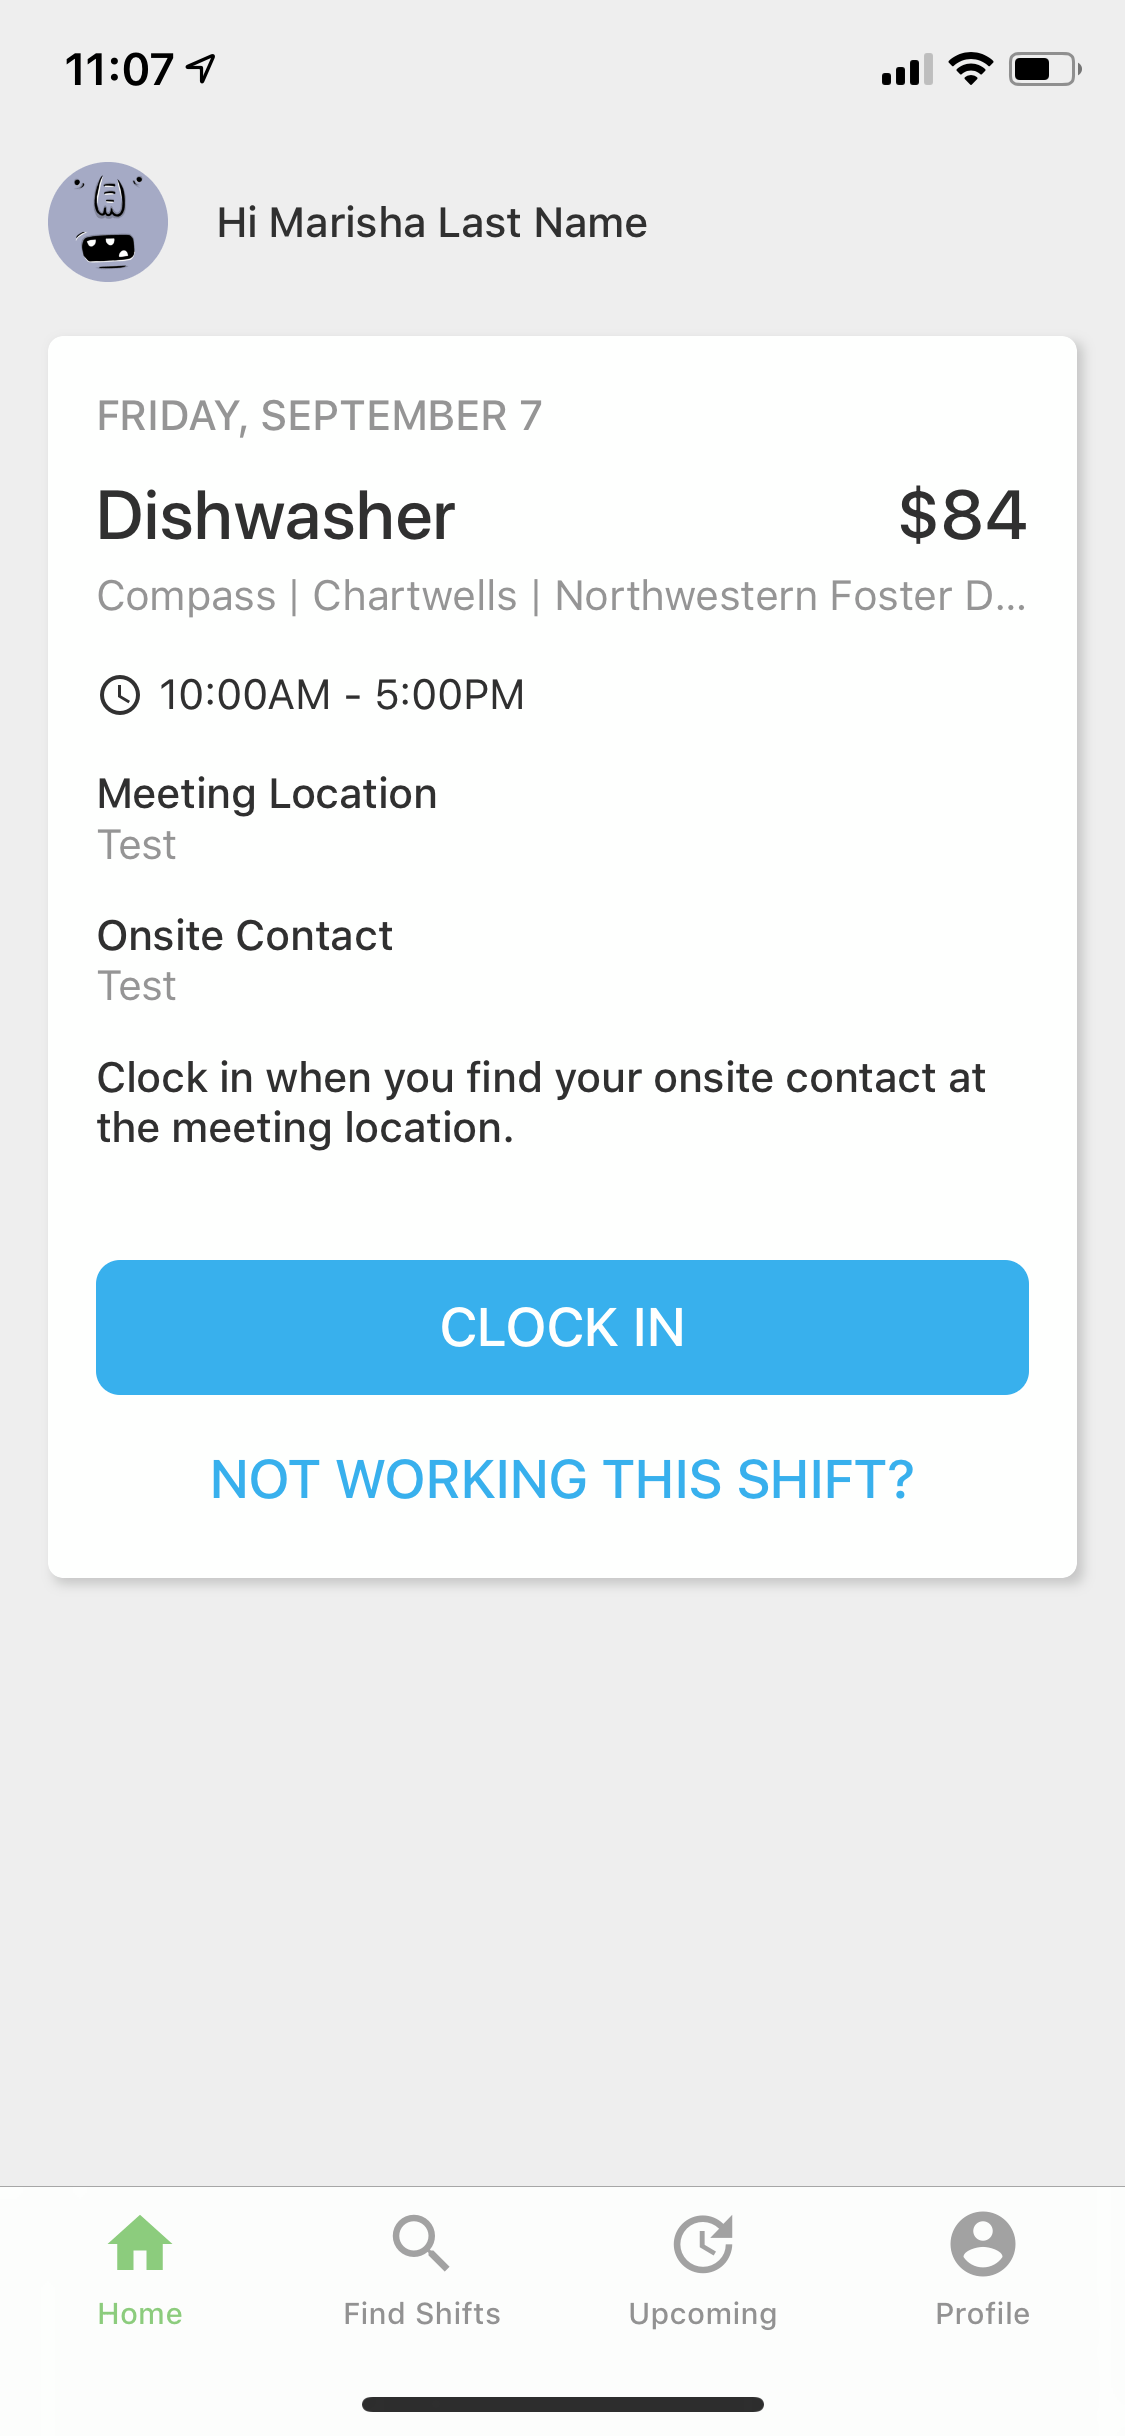 11:07
Hi Marisha Last Name
FRIDAY, SEPTEMBER 7
Dishwasher $84
Compass | Chartwells | Northwestern Foster D...
10:00AM - 5:00PM
Meeting Location
Test
Onsite Contact
Test
Clock in when you find your onsite contact at
the meeting location.
CLOCK IN
NOT WORKING THIS SHIFT?
Home Find Shifts Upcoming Profile